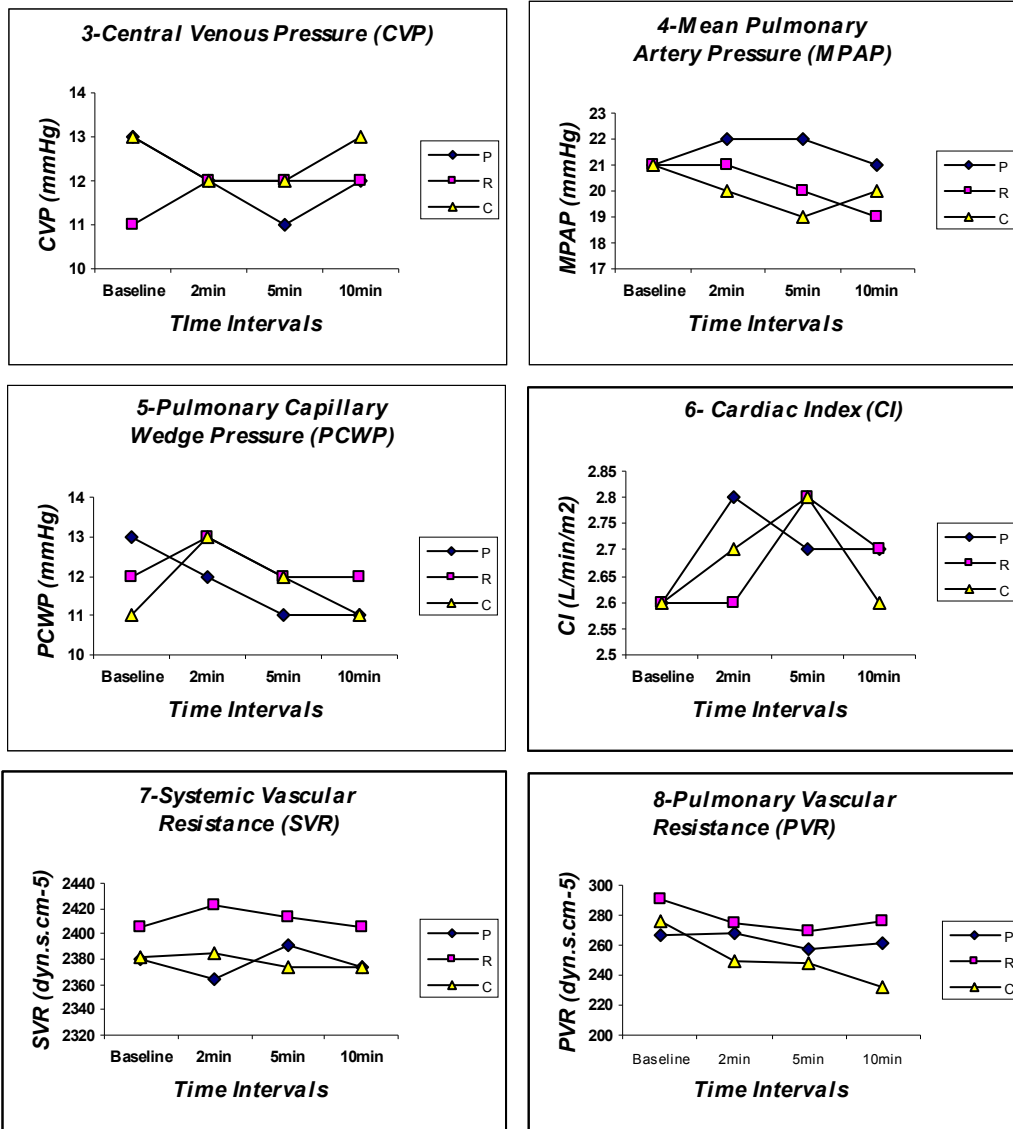 3-Central Venous Pressure (CVP)
CVP (mmHg)
14
13
12
11
10
Baseline 2min 5min 10min
TIme Intervals
P
R
C
4-Mean Pulmonary
Artery Pressure (MPAP)
MPAP (mmHg)
23
22
21
20
19
18
17
Baseline 2min 5min 10min
Time Intervals
P
R
C
5-Pulmonary Capillary
Wedge Pressure (PCWP)
PCWP (mmHg)
14
13
12
11
10
Baseline 2min 5min 10min
Time Intervals
P
R
C
6- Cardiac Index (CI)
CI (L/min/m2)
2.85
2.8
2.75
2.7
2.65
2.6
2.55
2.5
Baseline 2min 5min 10min
Time Intervals
P
R
C
7-Systemic Vascular
Resistance (SVR)
SVR (dyn.s.cm-5)
2440
2420
2400
2380
2360
2340
2320
Baseline 2min 5min 10min
Time Intervals
P
R
C
8-Pulmonary Vascular
Resistance (PVR)
PVR (dyn.s.cm-5)
300
280
260
240
220
200
Baseline 2min 5min 10min
Time Intervals
P
R
C